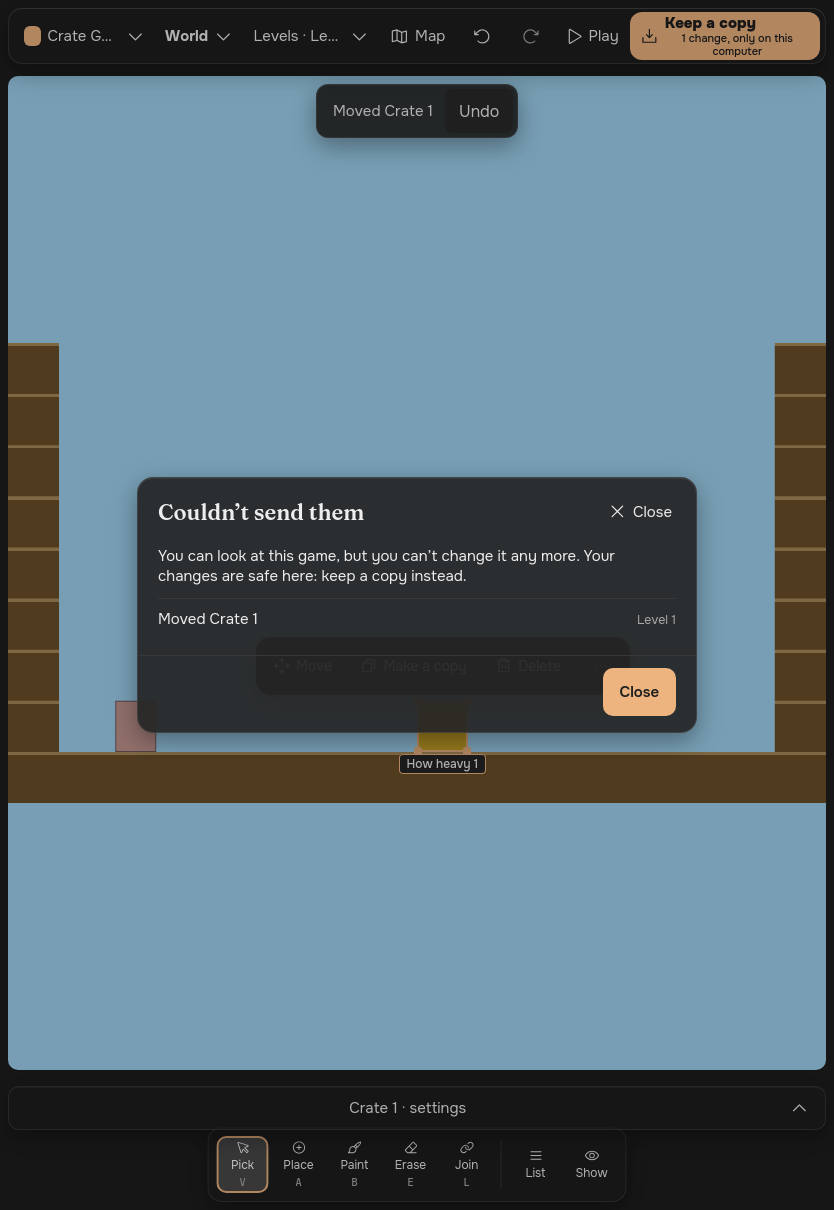 Crate G...
World
Levels · Le...
Map
Play
Keep a copy
1 change, only on this
computer
Moved Crate 1
Undo
Couldn't send them
Close
You can look at this game, but you can't change it any more. Your
changes are safe here: keep a copy instead.
Moved Crate 1
Level 1
Move
Make a copy
Delete
Close
How heavy 1
Crate 1 · settings
Pick
Place
Paint
Erase
Join
List
Show
V
A
B
E
L